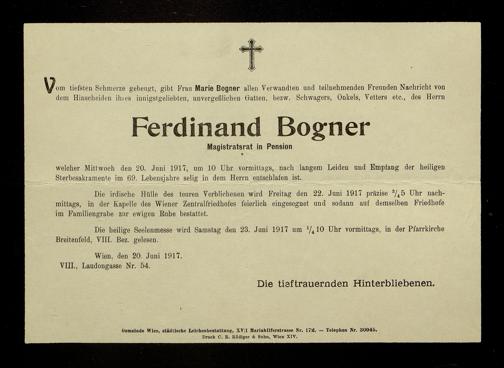 Vom tiefsten Schmerze gebeugt, gibt Frau Marie Bogner allen Verwandten und teilnehmenden Freunden Nachricht von
dem Hinscheiden ihres innigstgeliebten, unvergeßlichen Gatten, bezw. Schwagers, Onkels, Vetters etc., des Herrn
Ferdinand Bogner
Magistratsrat in Pension
welcher Mittwoch den 20. Juni 1917, um 10 Uhr vormittags, nach langem Leiden und Empfang der heiligen
Sterbesakramente im 69. Lebensjahre selig in dem Herrn entschlafen ist.
Die irdische Hülle des teuren Verblichenen wird Freitag den 22. Juni 1917 präzise 3/4 5 Uhr nach-
mittags, in der Kapelle des Wiener Zentralfriedhofes feierlich eingesegnet und sodann auf demselben Friedhofe
im Familiengrabe zur ewigen Ruhe bestattet.
Die heilige Seelenmesse wird Samstag den 23. Juni 1917 um 1/4 10 Uhr vormittags, in der Pfarrkirche
Breitenfeld, VIII. Bez. gelesen.
Wien, den 20. Juni 1917.
VIII., Laudongasse Nr. 54.
Die tieftrauernden Hinterbliebenen.
Gemeinde Wien, städtische Leichenbestattung, XV/1 Mariahilferstrasse Nr. 174. — Telephon Nr. 30945.
Druck C. R. Rüdiger & Sohn, Wien XIV.